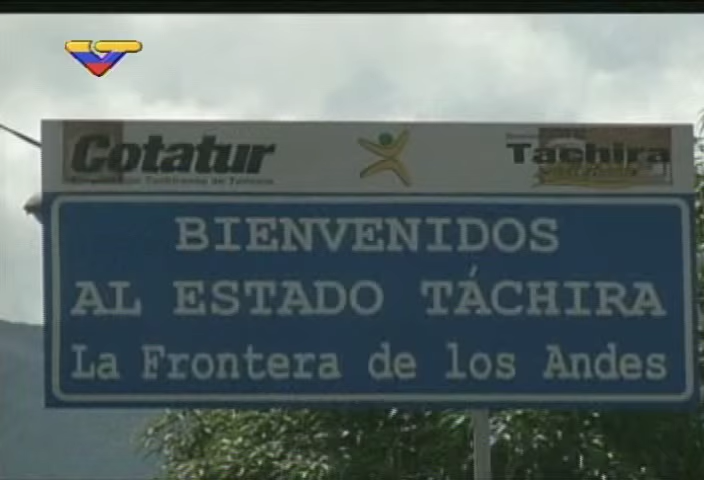 Cotatur
Táchira
BIENVENIDOS
AL ESTADO TÁCHIRA
La Frontera de los Andes